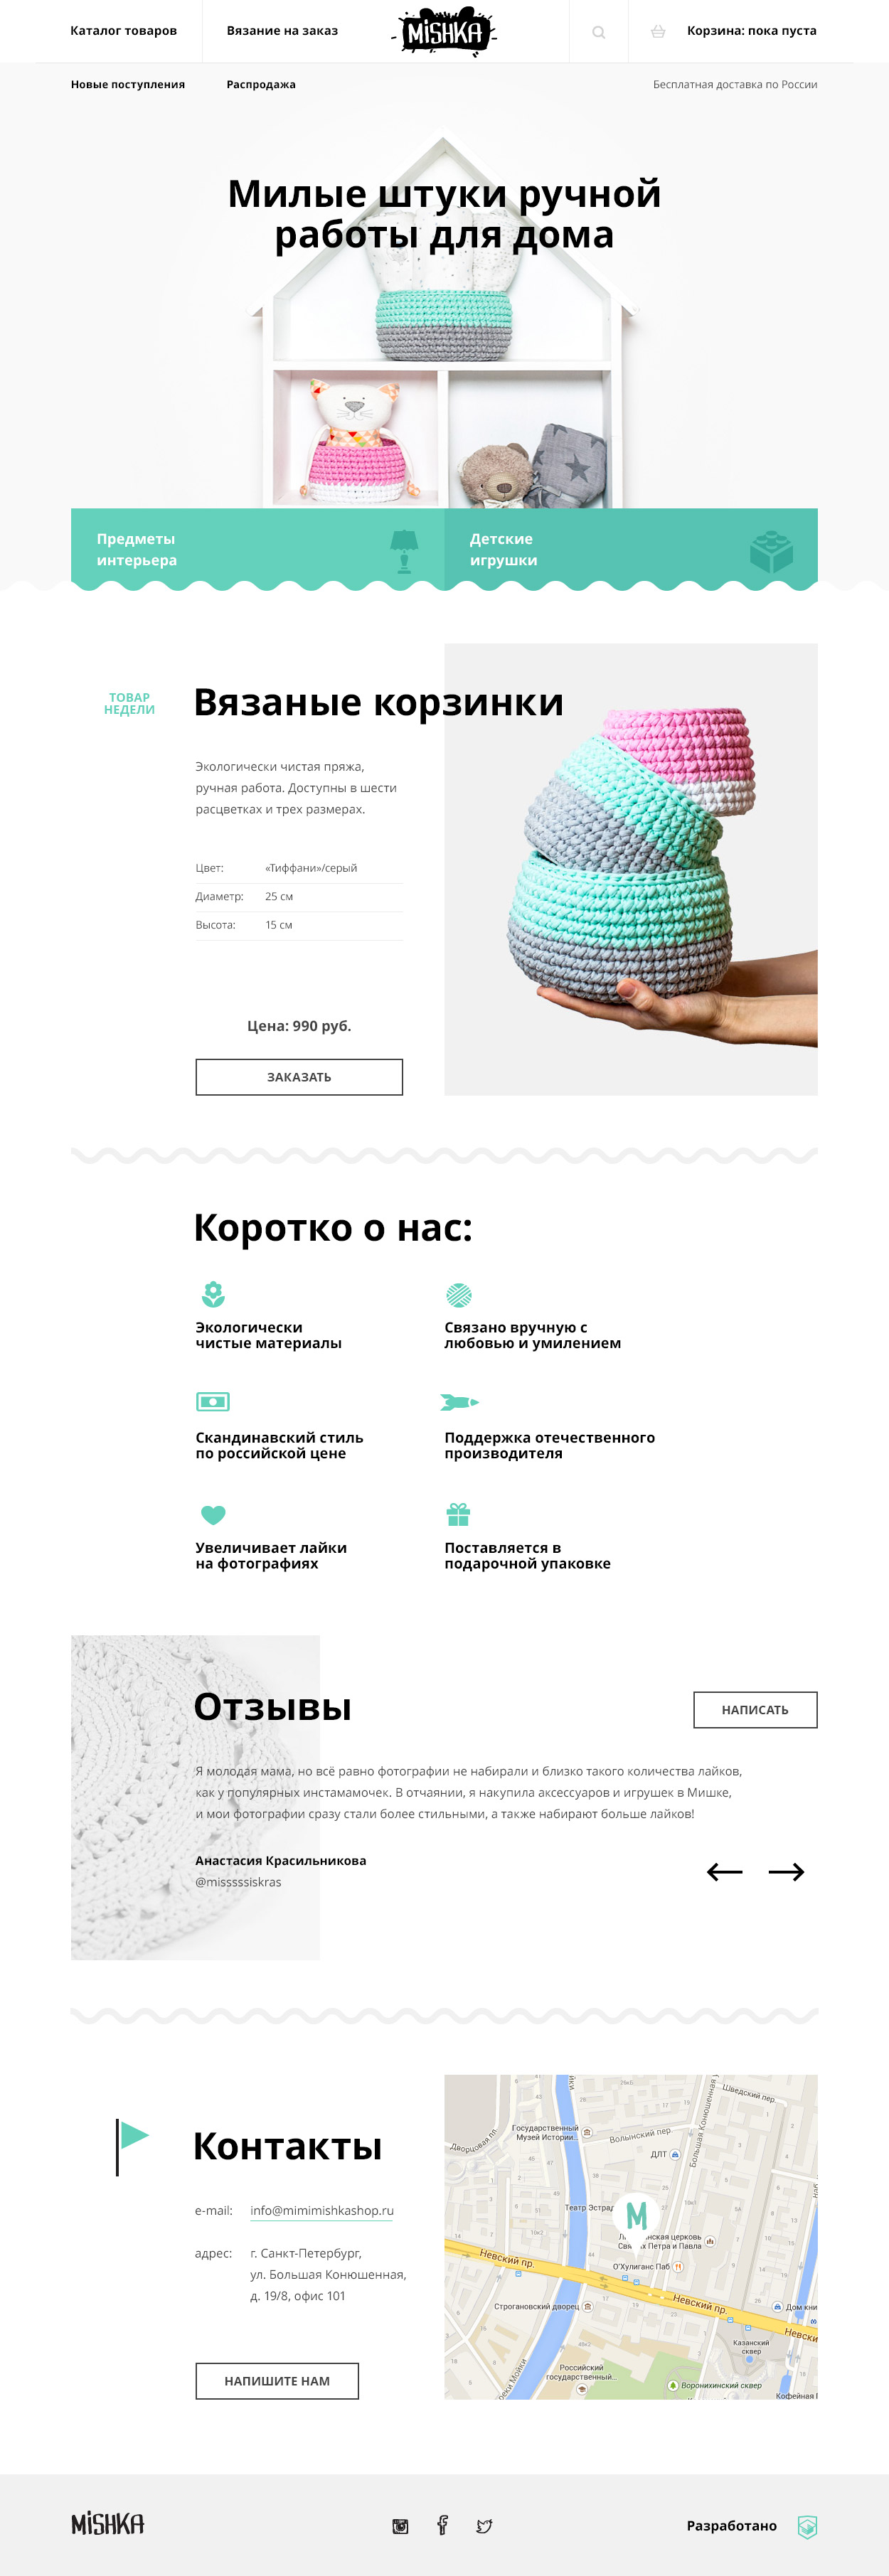 Каталог товаров
Вязание на заказ
MiSHKA
Корзина: пока пуста
Новые поступления
Распродажа
Бесплатная доставка по России
Милые штуки ручной
работы для дома
Предметы
интерьера
Детские
игрушки
ТОВАР
НЕДЕЛИ
Вязаные корзинки
Экологически чистая пряжа,
ручная работа. Доступны в шести
расцветках и трех размерах.
Цвет: «Тиффани»/серый
Диаметр: 25 см
Высота: 15 см
Цена: 990 руб.
ЗАКАЗАТЬ
Коротко о нас:
Экологически
чистые материалы
Связано вручную с
любовью и умилением
Скандинавский стиль
по российской цене
Поддержка отечественного
производителя
Увеличивает лайки
на фотографиях
Поставляется в
подарочной упаковке
Отзывы
НАПИСАТЬ
Я молодая мама, но всё равно фотографии не набирали и близко такого количества лайков,
как у популярных инстамамочек. В отчаянии, я накупила аксессуаров и игрушек в Мишке,
и мои фотографии сразу стали более стильными, а также набирают больше лайков!
Анастасия Красильникова
@misssssiskras
Контакты
e-mail: info@mimimishkashop.ru
адрес: г. Санкт-Петербург,
ул. Большая Конюшенная,
д. 19/8, офис 101
НАПИШИТЕ НАМ
Шведский пер.
Государственный
Музей Истории...
Волынский пер.
Большая Конюшенная
Дворцовая пл.
ДЛТ
Театр Эстрад
M
нская церковь
Петра и Павла
О'Хулиганс Паб
Невский пр.
Невский пр.
Строгановский дворец
Дом кни
Невски
Казанский
сквер
Российский
государственный...
реки Мойки
Воронихинский сквер
Кофейная
MiSHKA
Разработано